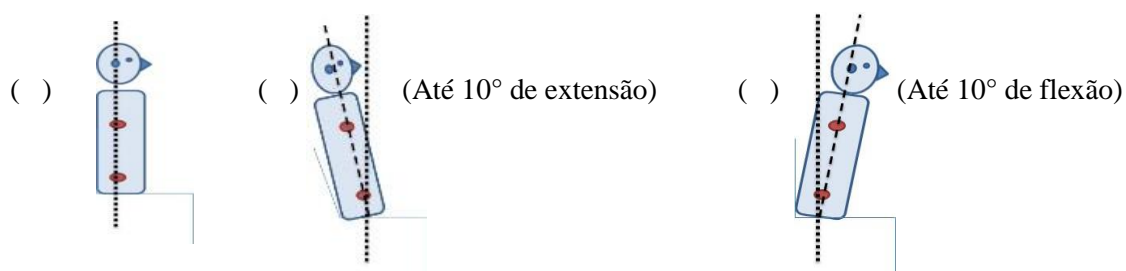 (   ) (   ) (Até 10° de extensão) (   ) (Até 10° de flexão)